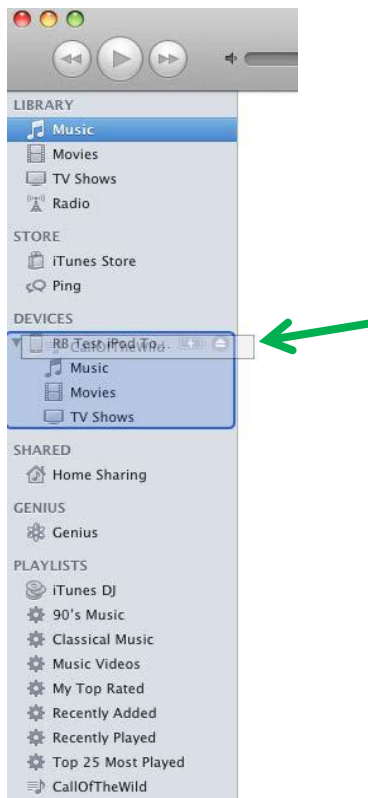 LIBRARY
Music
Movies
TV Shows
Radio
STORE
iTunes Store
Ping
DEVICES
RB Test iPod To...
CallOfTheWild
Music
Movies
TV Shows
SHARED
Home Sharing
GENIUS
Genius
PLAYLISTS
iTunes DJ
90's Music
Classical Music
Music Videos
My Top Rated
Recently Added
Recently Played
Top 25 Most Played
CallOfTheWild